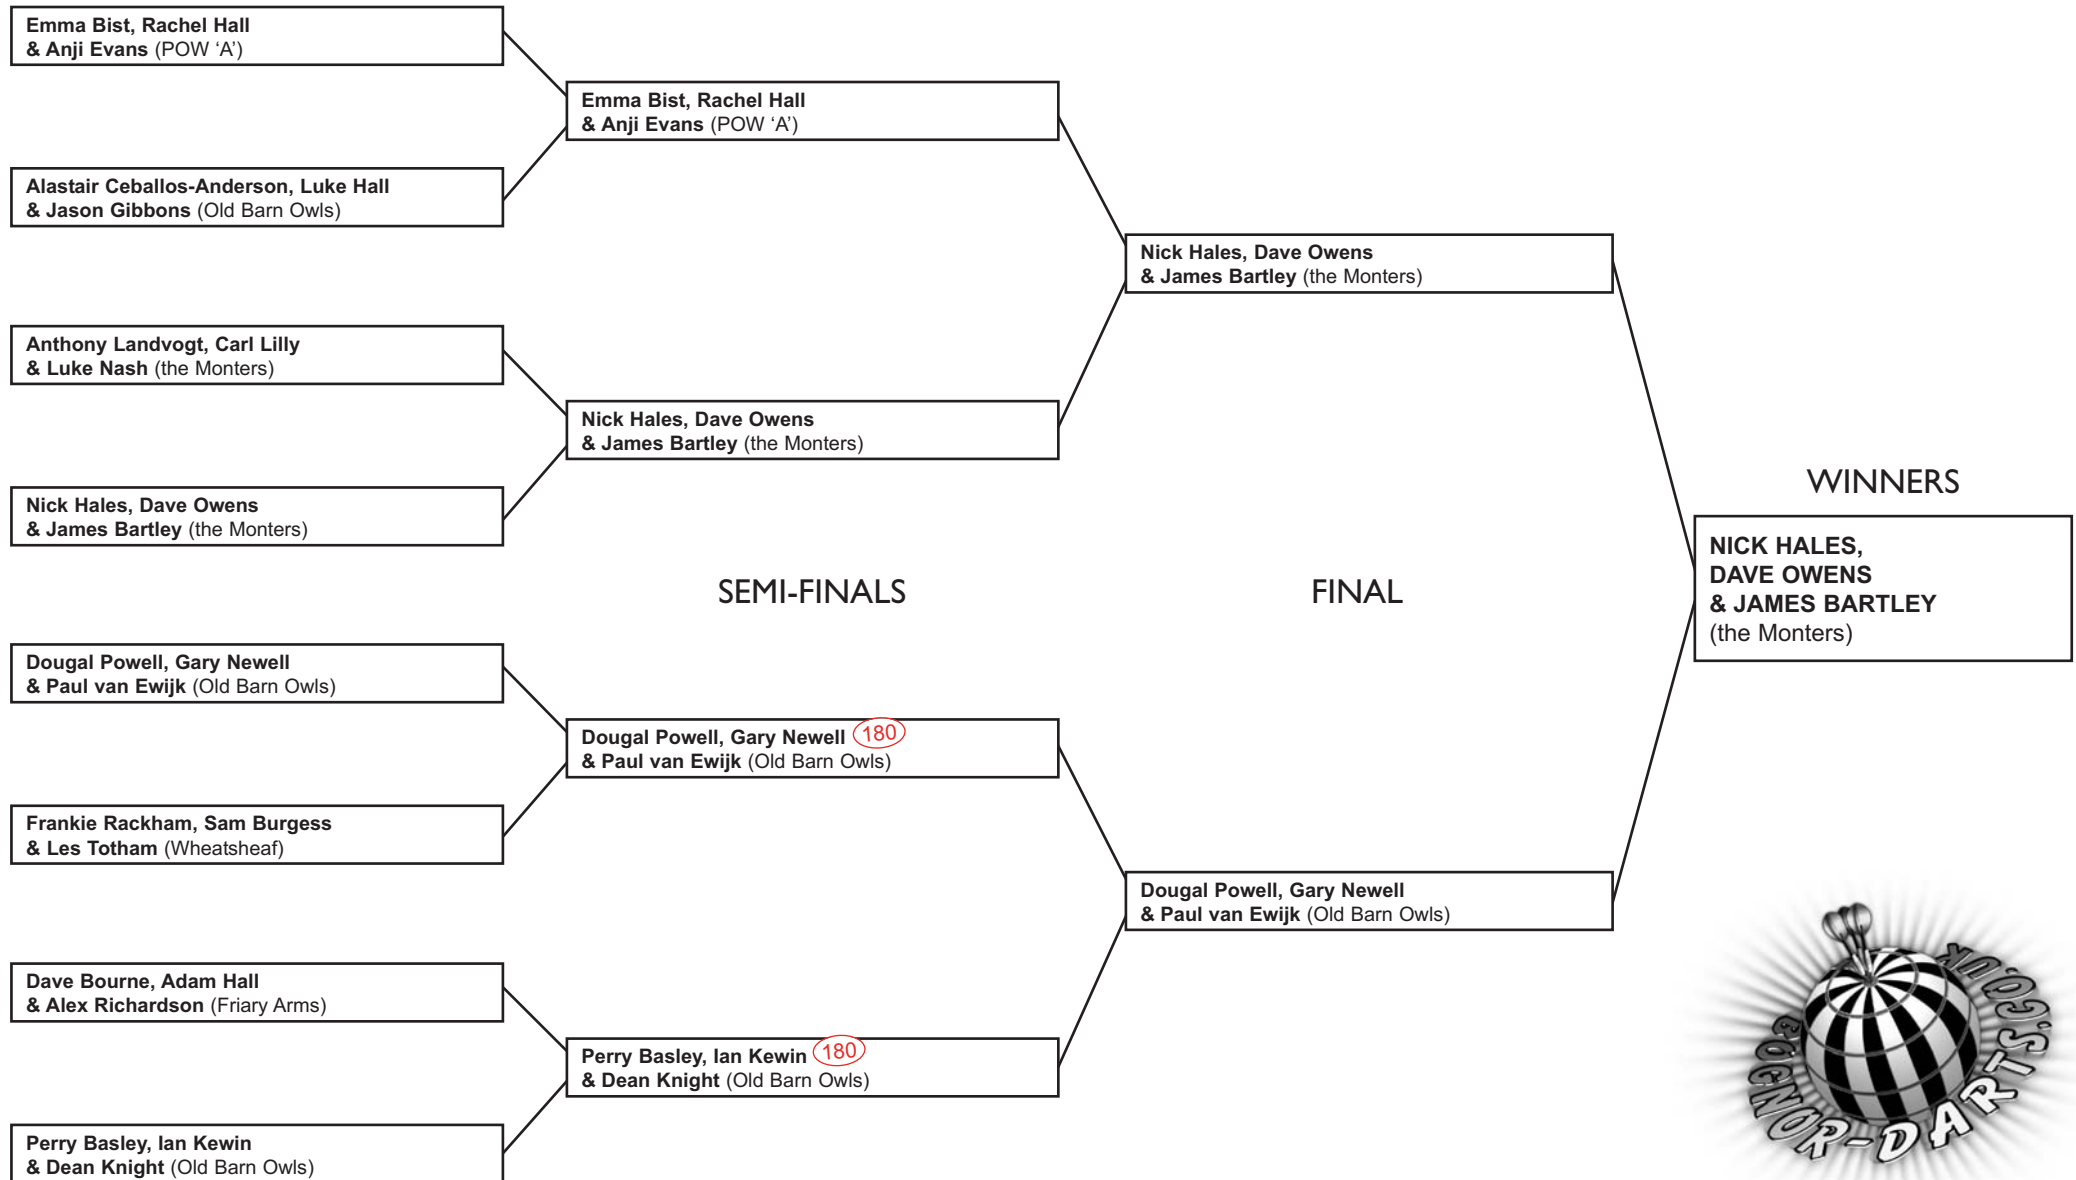 Emma Bist, Rachel Hall
& Anji Evans (POW ‘A’)
Alastair Ceballos-Anderson, Luke Hall
& Jason Gibbons (Old Barn Owls)
Anthony Landvogt, Carl Lilly
& Luke Nash (the Monters)
Nick Hales, Dave Owens
& James Bartley (the Monters)
Dougal Powell, Gary Newell
& Paul van Ewijk (Old Barn Owls)
Frankie Rackham, Sam Burgess
& Les Totham (Wheatsheaf)
Dave Bourne, Adam Hall
& Alex Richardson (Friary Arms)
Perry Basley, Ian Kewin
& Dean Knight (Old Barn Owls)
Emma Bist, Rachel Hall
& Anji Evans (POW ‘A’)
Nick Hales, Dave Owens
& James Bartley (the Monters)
SEMI-FINALS
Dougal Powell, Gary Newell 180
& Paul van Ewijk (Old Barn Owls)
Perry Basley, Ian Kewin 180
& Dean Knight (Old Barn Owls)
Nick Hales, Dave Owens
& James Bartley (the Monters)
FINAL
Dougal Powell, Gary Newell
& Paul van Ewijk (Old Barn Owls)
WINNERS
NICK HALES,
DAVE OWENS
& JAMES BARTLEY
(the Monters)
BOGNOR-DARTS.CO.UK